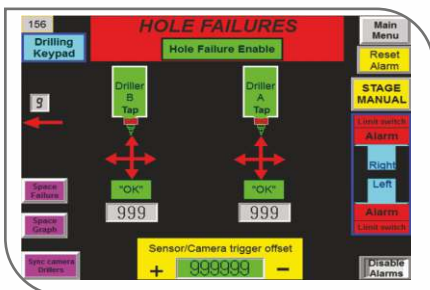 156
HOLE FAILURES
Main
Menu
Drilling
Keypad
Hole Failure Enable
Reset
Alarm
Driller
B
Tap
Driller
A
Tap
STAGE
MANUAL
9
Limit switch
Alarm
Right
Left
Alarm
Limit switch
"OK"
"OK"
999
999
Space
Failure
Space
Graph
Sync camera
Drillers
Sensor/Camera trigger offset
+ 999999 -
Disable
Alarms